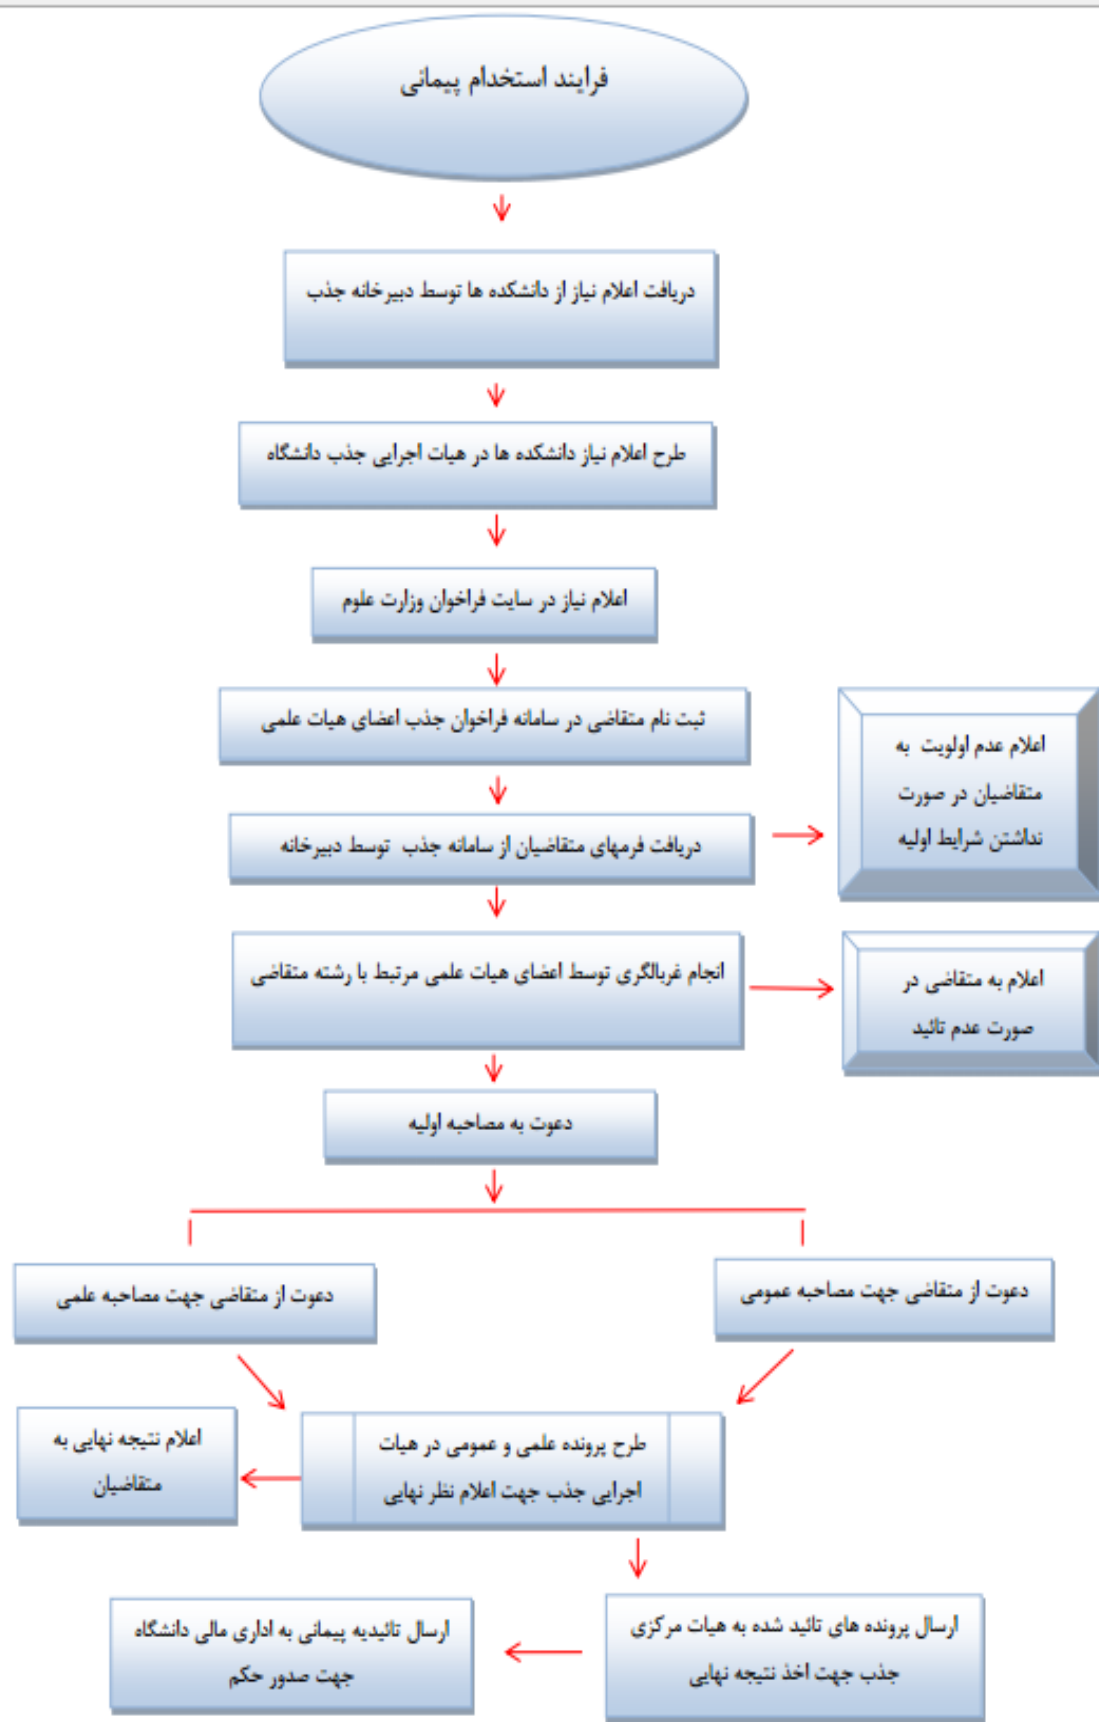 فرایند استخدام پیمانی
دریافت اعلام نیاز از دانشکده ها توسط دبیرخانه جذب
طرح اعلام نیاز دانشکده ها در هیات اجرایی جذب دانشگاه
اعلام نیاز در سایت فراخوان وزارت علوم
ثبت نام متقاضی در سامانه فراخوان جذب اعضای هیات علمی
اعلام عدم اولویت به
متقاضیان در صورت
نداشتن شرایط اولیه
دریافت فرمهای متقاضیان از سامانه جذب توسط دبیرخانه
انجام غربالگری توسط اعضای هیات علمی مرتبط با رشته متقاضی
اعلام به متقاضی در
صورت عدم تائید
دعوت به مصاحبه اولیه
دعوت از متقاضی جهت مصاحبه عمومی
دعوت از متقاضی جهت مصاحبه علمی
طرح پرونده علمی و عمومی در هیات
اجرایی جذب جهت اعلام نظر نهایی
اعلام نتیجه نهایی به
متقاضیان
ارسال پرونده های تائید شده به هیات مرکزی
جذب جهت اخذ نتیجه نهایی
ارسال تائیدیه پیمانی به اداری مالی دانشگاه
جهت صدور حکم